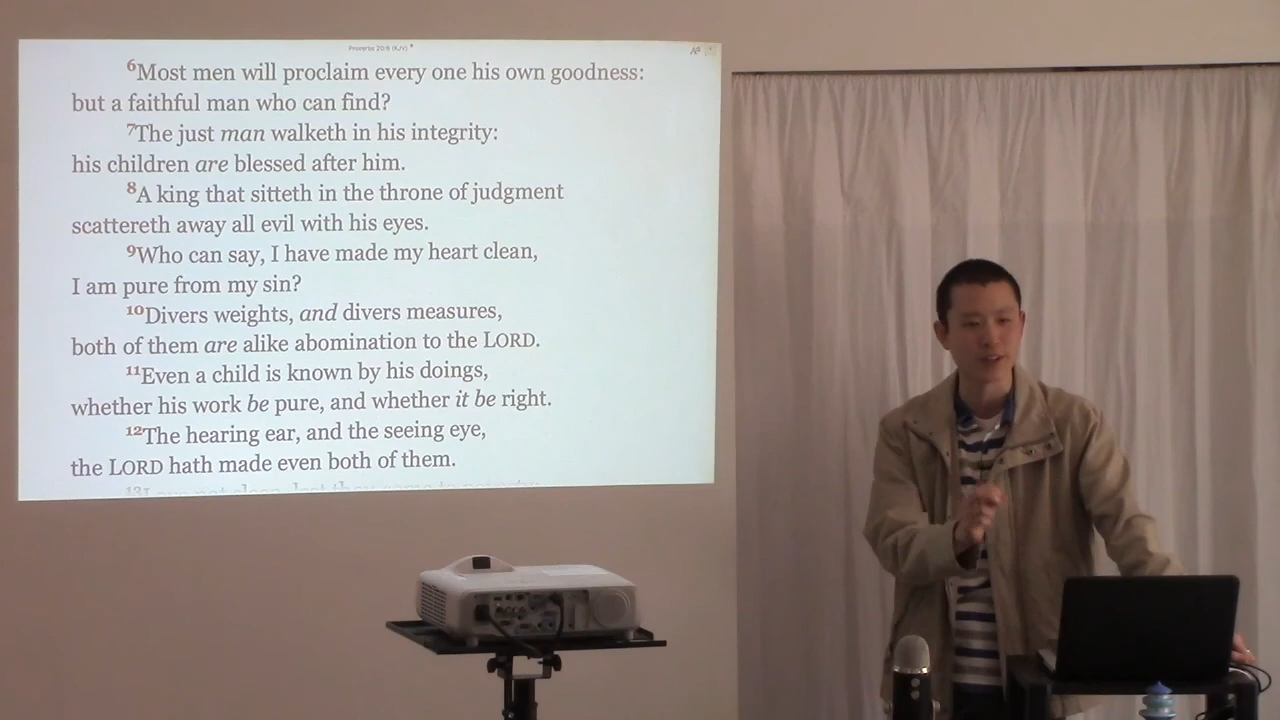 Proverbs 20:6 (KJV)
6Most men will proclaim every one his own goodness:
but a faithful man who can find?
7The just man walketh in his integrity:
his children are blessed after him.
8A king that sitteth in the throne of judgment
scattereth away all evil with his eyes.
9Who can say, I have made my heart clean,
I am pure from my sin?
10Divers weights, and divers measures,
both of them are alike abomination to the LORD.
11Even a child is known by his doings,
whether his work be pure, and whether it be right.
12The hearing ear, and the seeing eye,
the LORD hath made even both of them.